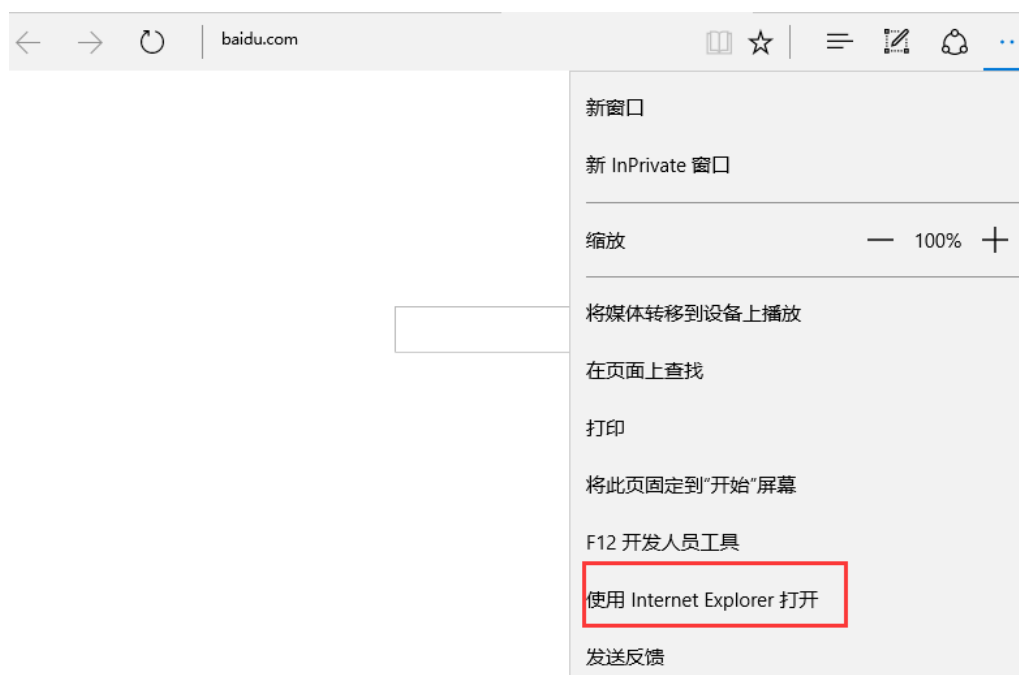 baidu.com
新窗口
新 InPrivate 窗口
缩放 100%
将媒体转移到设备上播放
在页面上查找
打印
将此页固定到"开始"屏幕
F12 开发人员工具
使用 Internet Explorer 打开
发送反馈